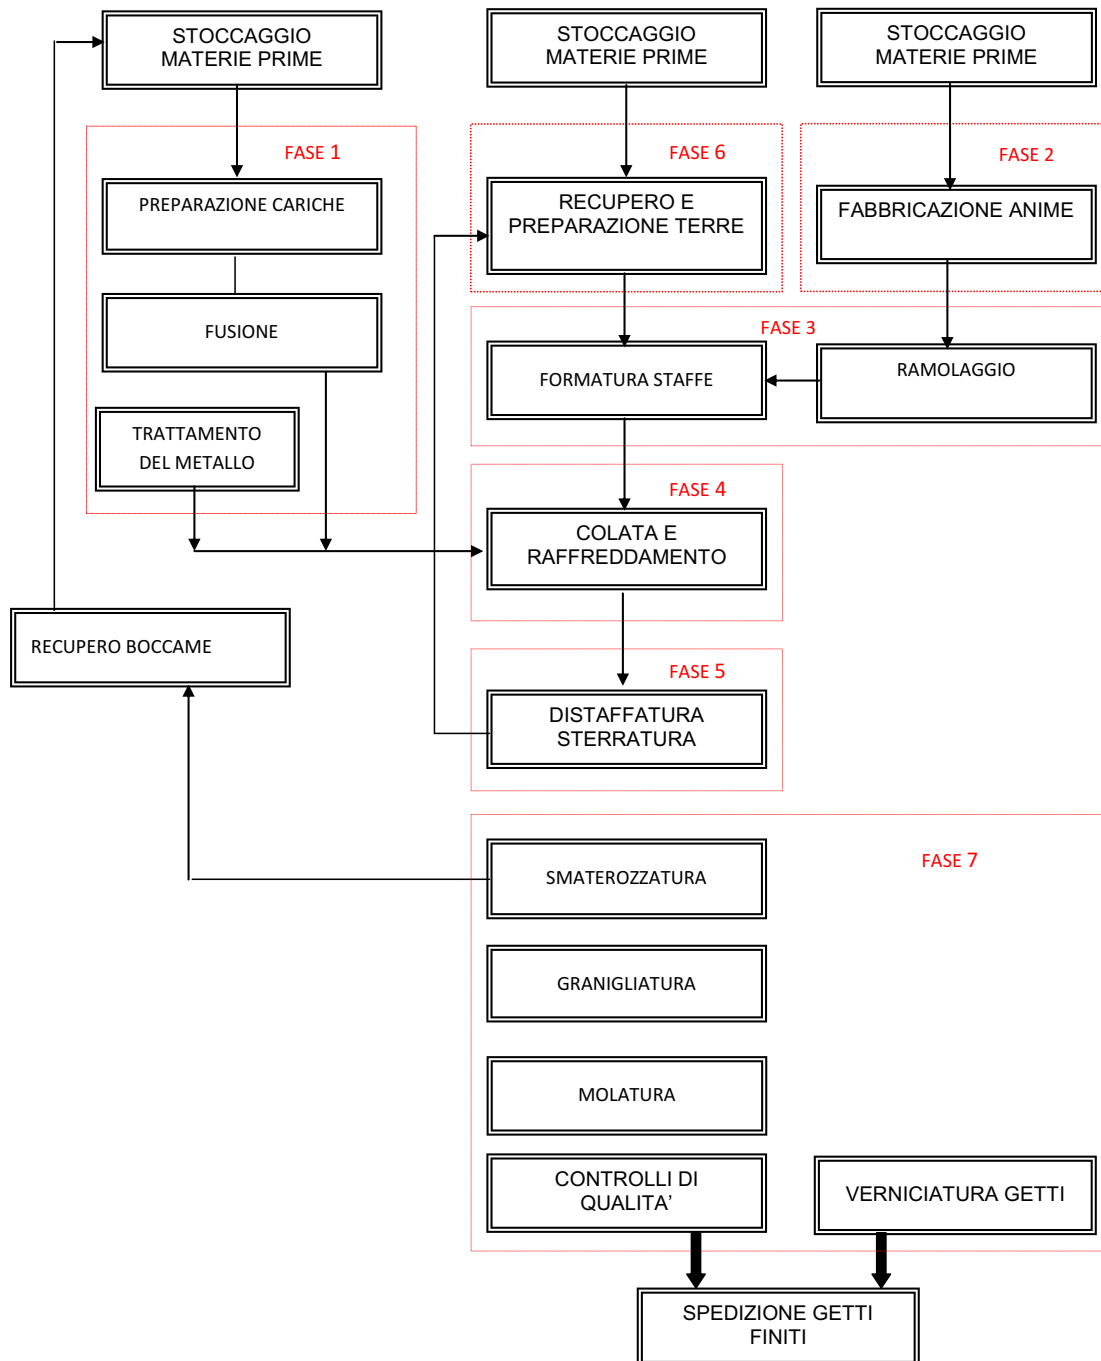 STOCCAGGIO
MATERIE PRIME
STOCCAGGIO
MATERIE PRIME
STOCCAGGIO
MATERIE PRIME
FASE 1
FASE 6
FASE 2
PREPARAZIONE CARICHE
RECUPERO E
PREPARAZIONE TERRE
FABBRICAZIONE ANIME
FUSIONE
FASE 3
FORMATURA STAFFE
RAMOLAGGIO
TRATTAMENTO
DEL METALLO
FASE 4
COLATA E
RAFFREDDAMENTO
RECUPERO BOCCAME
FASE 5
DISTAFFATURA
STERRATURA
FASE 7
SMATEROZZATURA
GRANIGLIATURA
MOLATURA
CONTROLLI DI
QUALITA’
VERNICIATURA GETTI
SPEDIZIONE GETTI
FINITI